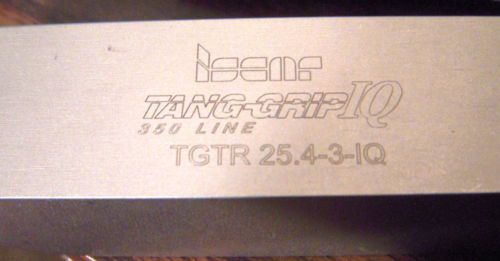 iscar
TANG-GRIP IQ
350 LINE
TGTR 25.4-3-IQ